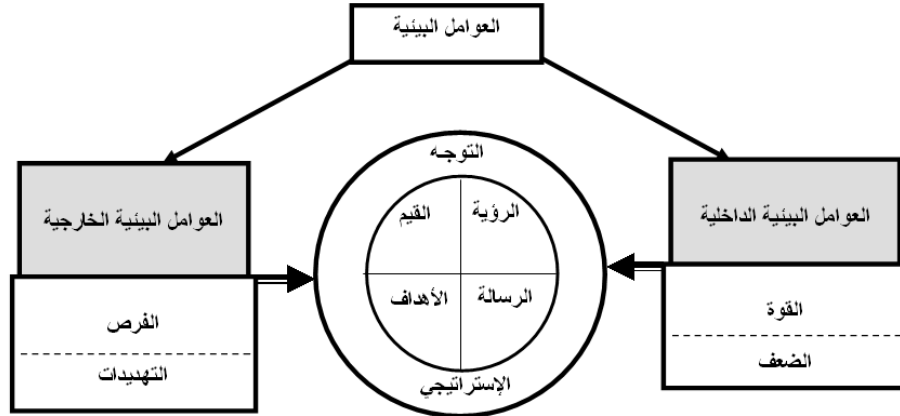 العوامل البيئية
التوجه
العوامل البيئية الداخلية
الرؤية
القيم
العوامل البيئية الخارجية
الرسالة
الأهداف
القوة
الفرص
الضعف
التهديدات
الإستراتيجي